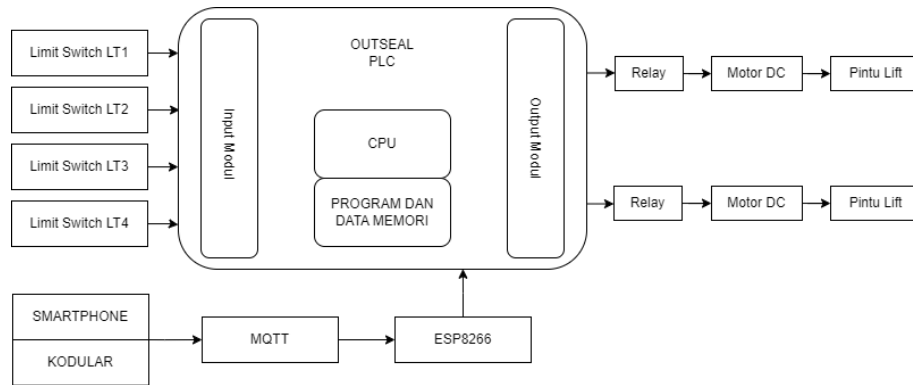 Limit Switch LT1
Limit Switch LT2
Limit Switch LT3
Limit Switch LT4
Input Modul
OUTSEAL
PLC
CPU
PROGRAM DAN
DATA MEMORI
Output Modul
Relay
Motor DC
Pintu Lift
Relay
Motor DC
Pintu Lift
SMARTPHONE
KODULAR
MQTT
ESP8266